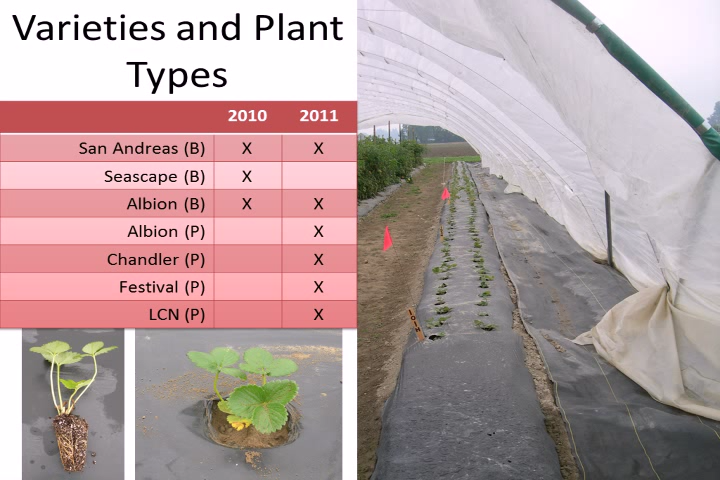 Varieties and Plant
Types
2010 2011
San Andreas (B) X X
Seascape (B) X
Albion (B) X X
Albion (P) X
Chandler (P) X
Festival (P) X
LCN (P) X